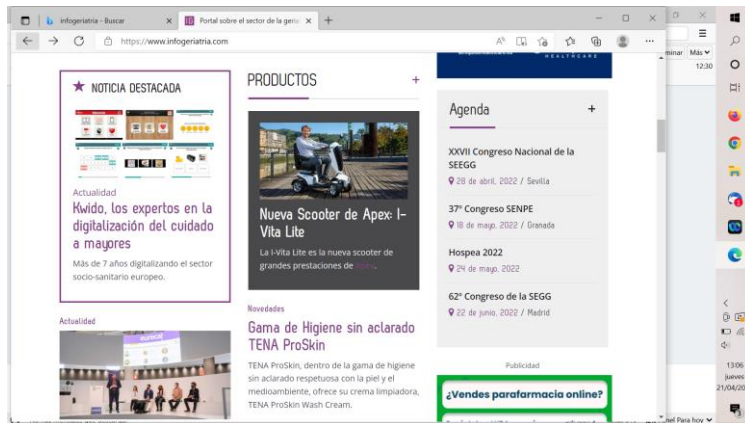 infogeriatria - Buscar
Portal sobre el sector de la geria
https://www.infogeriatria.com
minar Más
12:30
HEALTHCARE
NOTICIA DESTACADA
Actualidad
Kwido, los expertos en la
digitalización del cuidado
a mayores
Más de 7 años digitalizando el sector
socio-sanitario europeo.
Actualidad
PRODUCTOS +
Nueva Scooter de Apex: I-
Vita Lite
La I-Vita Lite es la nueva scooter de
grandes prestaciones de
Novedades
Gama de Higiene sin aclarado
TENA ProSkin
TENA ProSkin, dentro de la gama de higiene
sin aclarado respetuosa con la piel y el
medioambiente, ofrece su crema limpiadora,
TENA ProSkin Wash Cream.
Agenda +
XXVII Congreso Nacional de la
SEEGG
28 de abril, 2022 / Sevilla
37º Congreso SENPE
18 de mayo, 2022 / Granada
Hospea 2022
24 de mayo, 2022
62º Congreso de la SEGG
22 de junio, 2022 / Madrid
Publicidad
¿Vendes parafarmacia online?
13:06
jueves
21/04/20
nel Para hoy